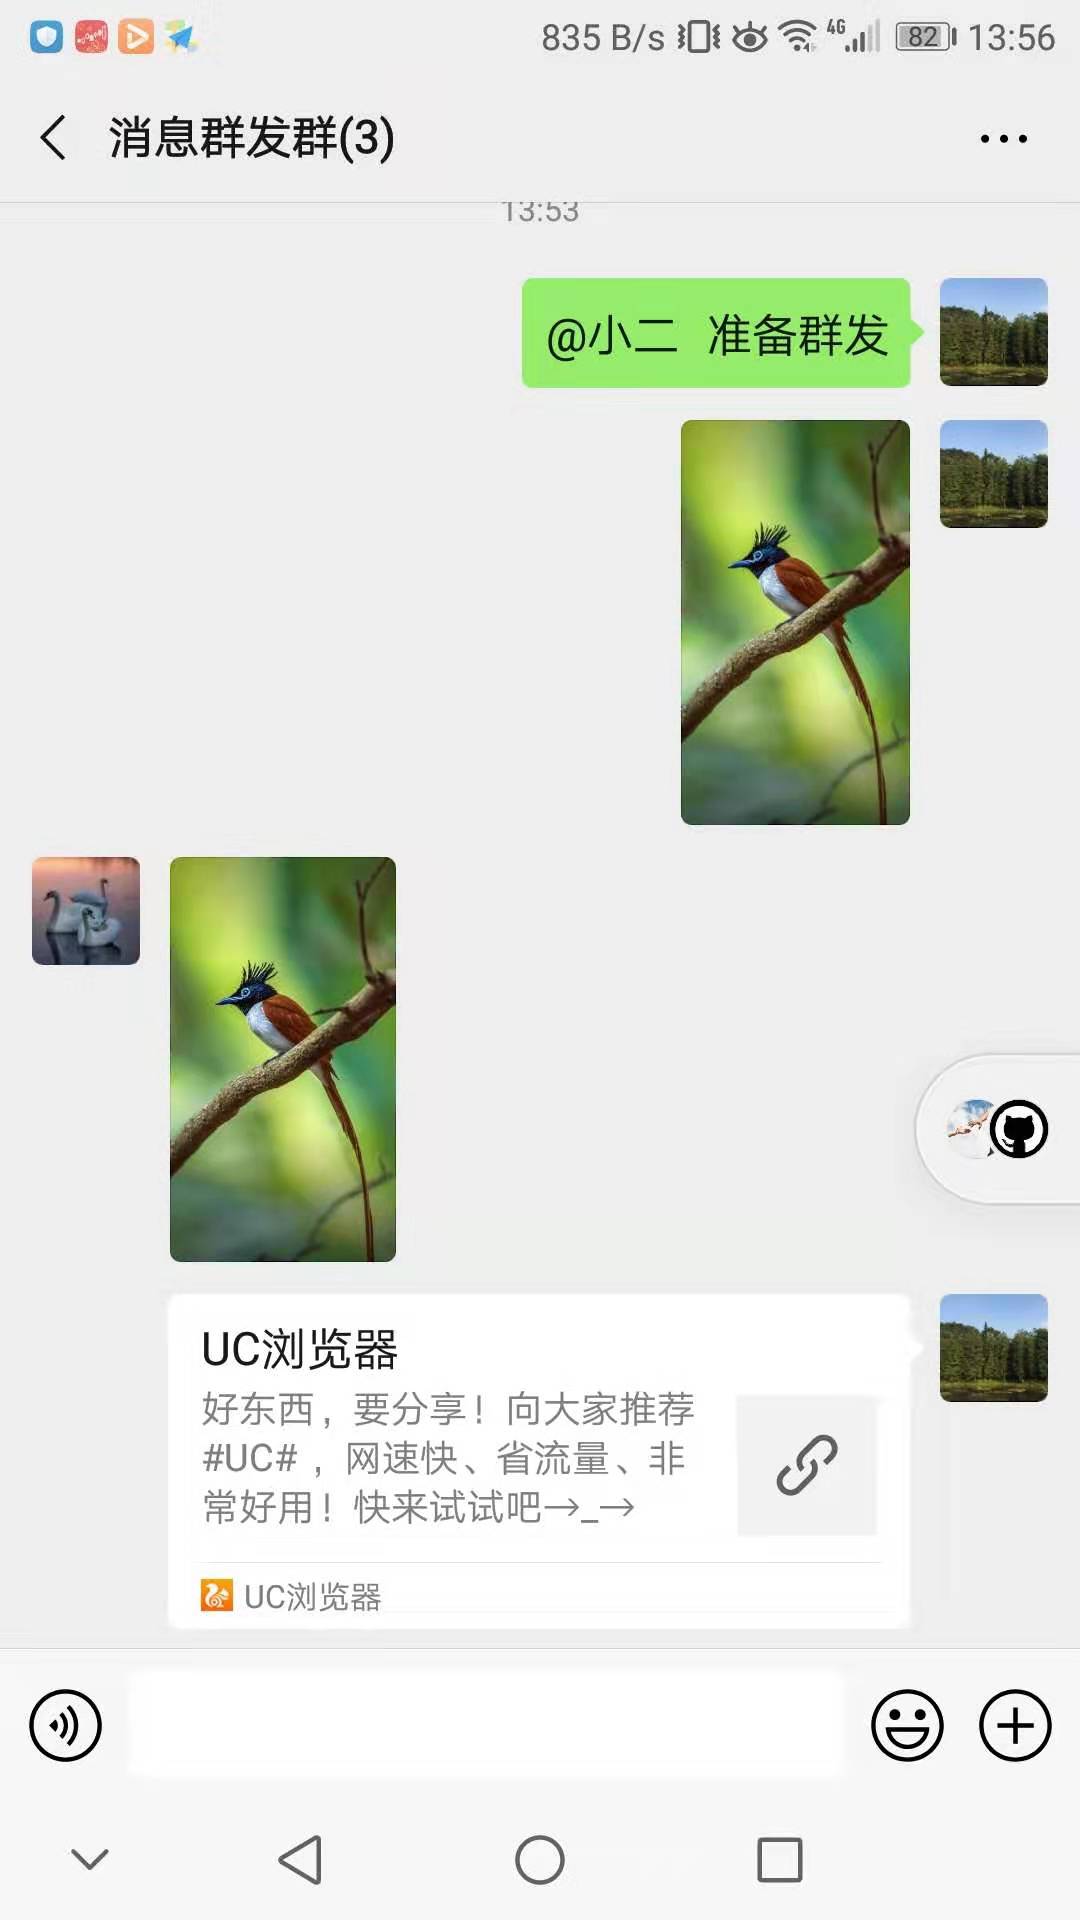 835 B/s 4G 82 13:56
消息群发群(3)
13:53
@小二 准备群发
UC浏览器
好东西，要分享！向大家推荐
#UC#，网速快、省流量、非
常好用！快来试试吧→_→
UC浏览器